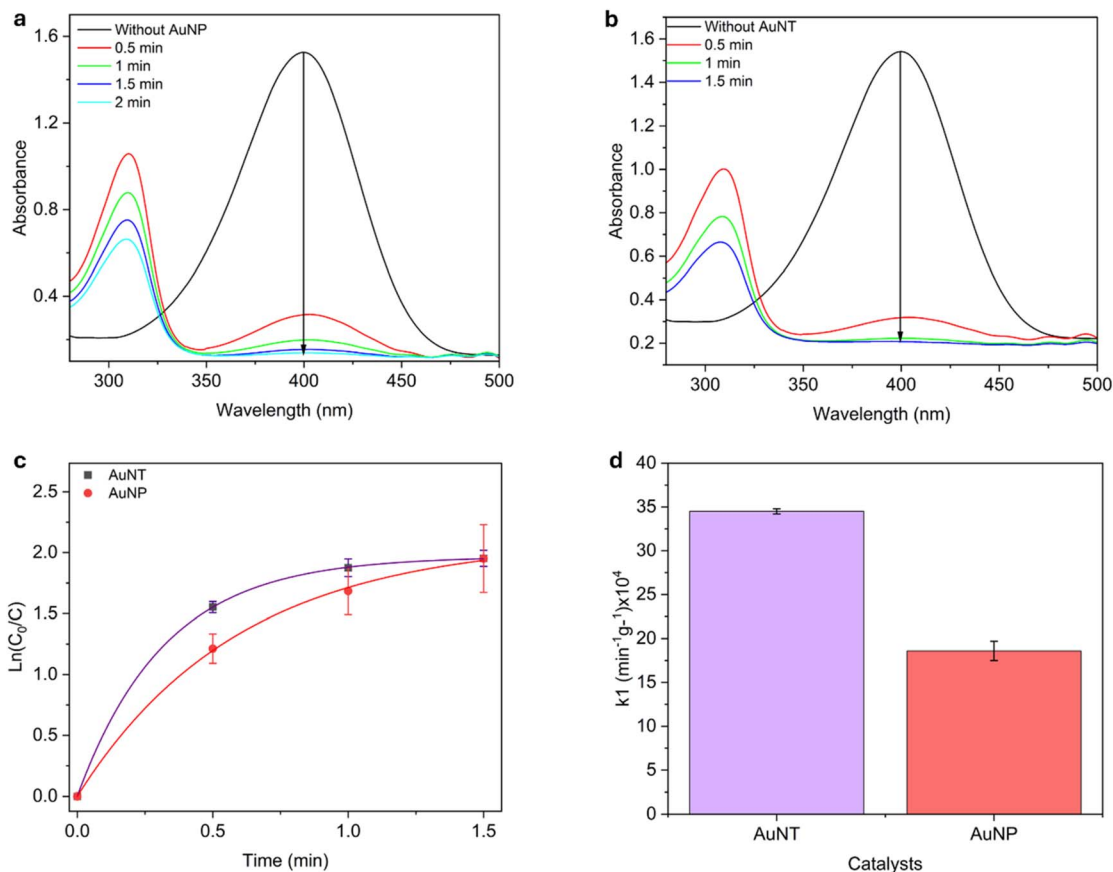 a
Without AuNP
0.5 min
1 min
1.5 min
2 min
1.6
1.2
0.8
0.4
Absorbance
300
350
400
450
500
Wavelength (nm)
b
Without AuNT
0.5 min
1 min
1.5 min
1.6
1.4
1.2
1.0
0.8
0.6
0.4
0.2
Absorbance
300
350
400
450
500
Wavelength (nm)
c
AuNT
AuNP
2.5
2.0
1.5
1.0
0.5
0.0
Ln(C₀/C)
0.0
0.5
1.0
1.5
Time (min)
d
40
35
30
25
20
15
10
5
0
k1 (min⁻¹g-¹)x10⁴
AuNT
AuNP
Catalysts